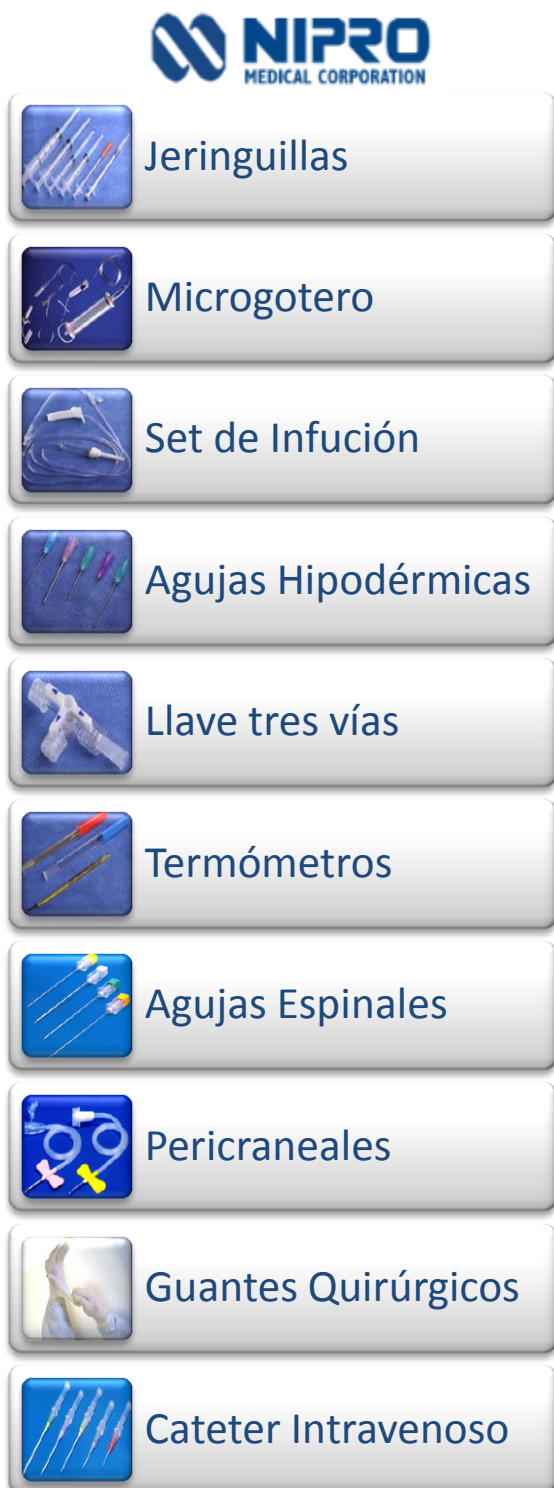 NIPRO
MEDICAL CORPORATION
Jeringuillas
Microgotero
Set de Infución
Agujas Hipodérmicas
Llave tres vías
Termómetros
Agujas Espinales
Pericraneales
Guantes Quirúrgicos
Cateter Intravenoso